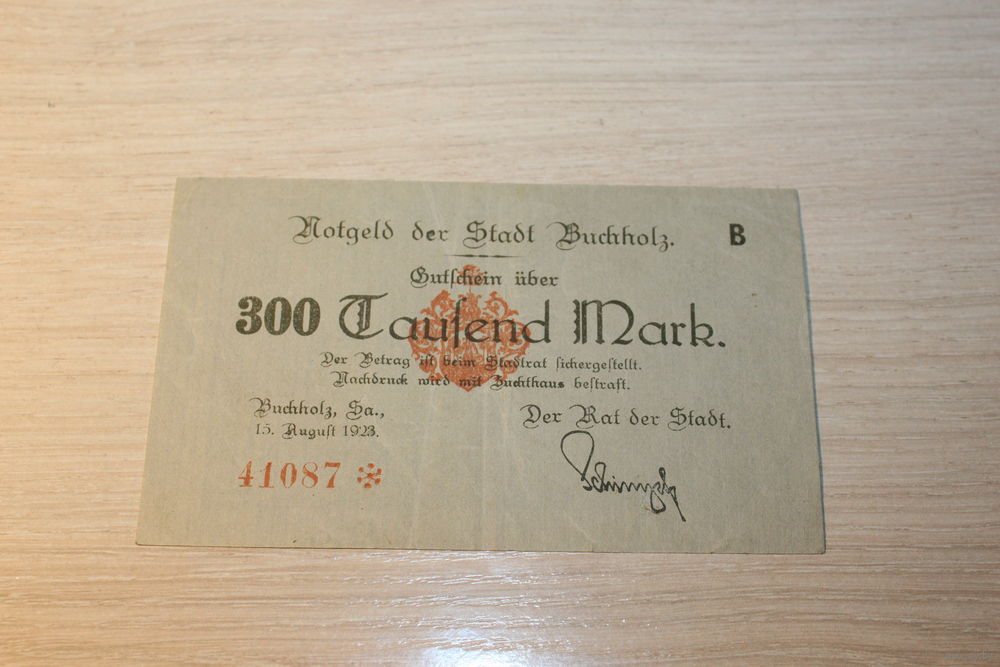 Notgeld der Stadt Buchholz. B
Gutſchein über
300 Tauſend Mark.
Der Betrag iſt beim Stadtrat ſichergeſtellt.
Nachdruck wird mit Zuchthaus beſtraft.
Buchholz, Sa.,
15. Auguſt 1923.
Der Rat der Stadt.
41087 *